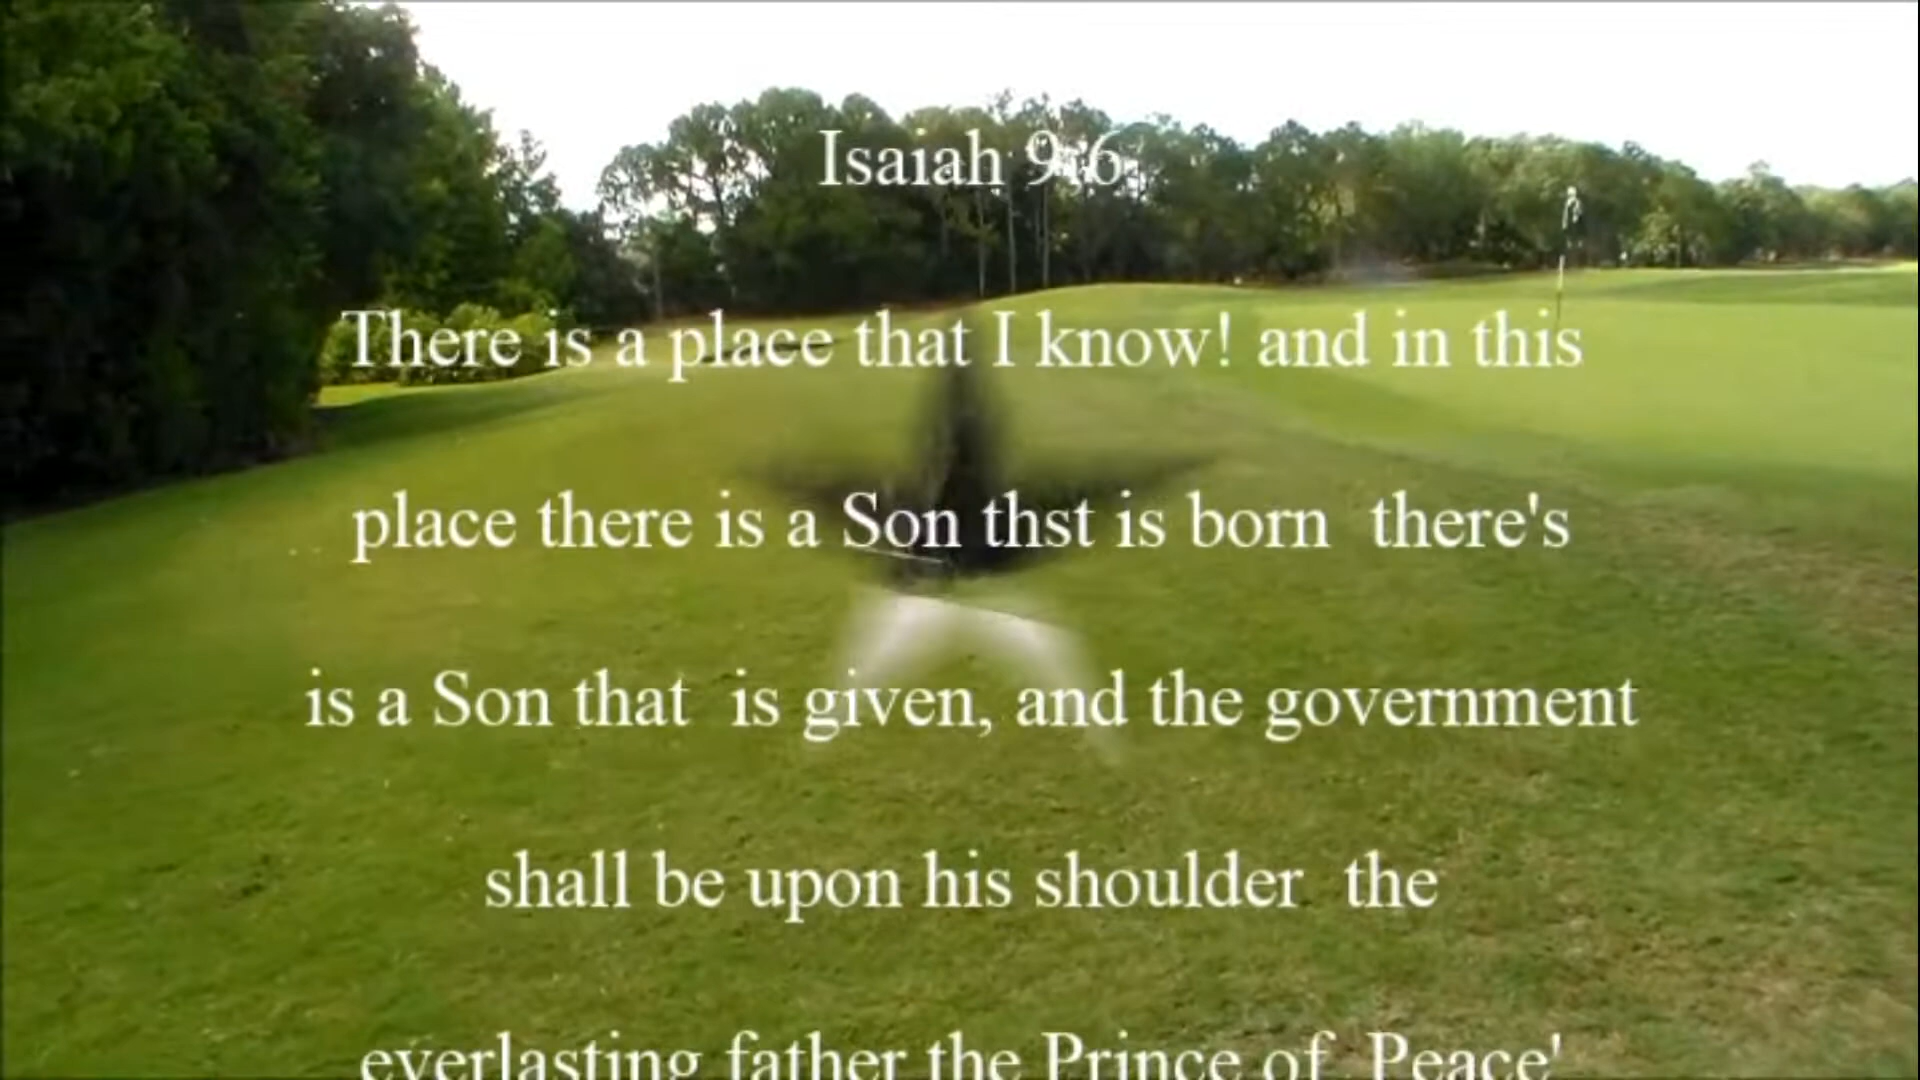 Isaiah 9:6
There is a place that I know! and in this
place there is a Son thst is born  there's
is a Son that  is given, and the government
shall be upon his shoulder  the
everlasting father the Prince of  Peace'